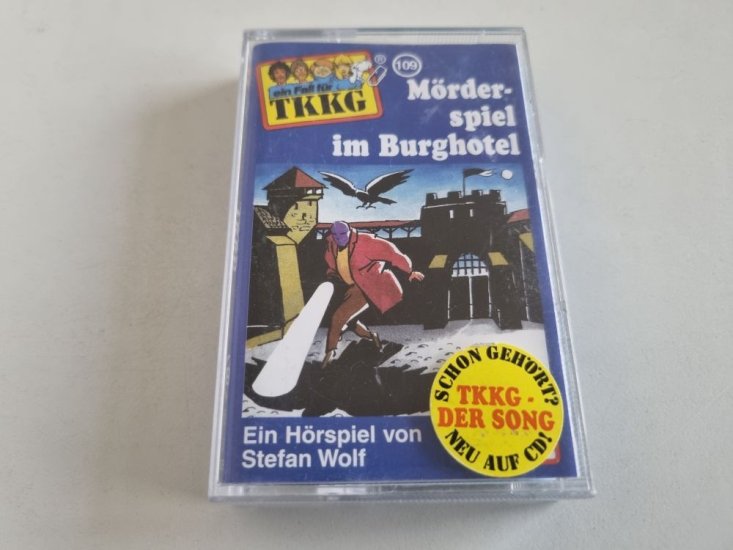 ein Fall für
TKKG
®
109
Mörder-
spiel
im Burghotel
SCHON GEHÖRT?
TKKG -
DER SONG
NEU AUF CD!
Ein Hörspiel von
Stefan Wolf